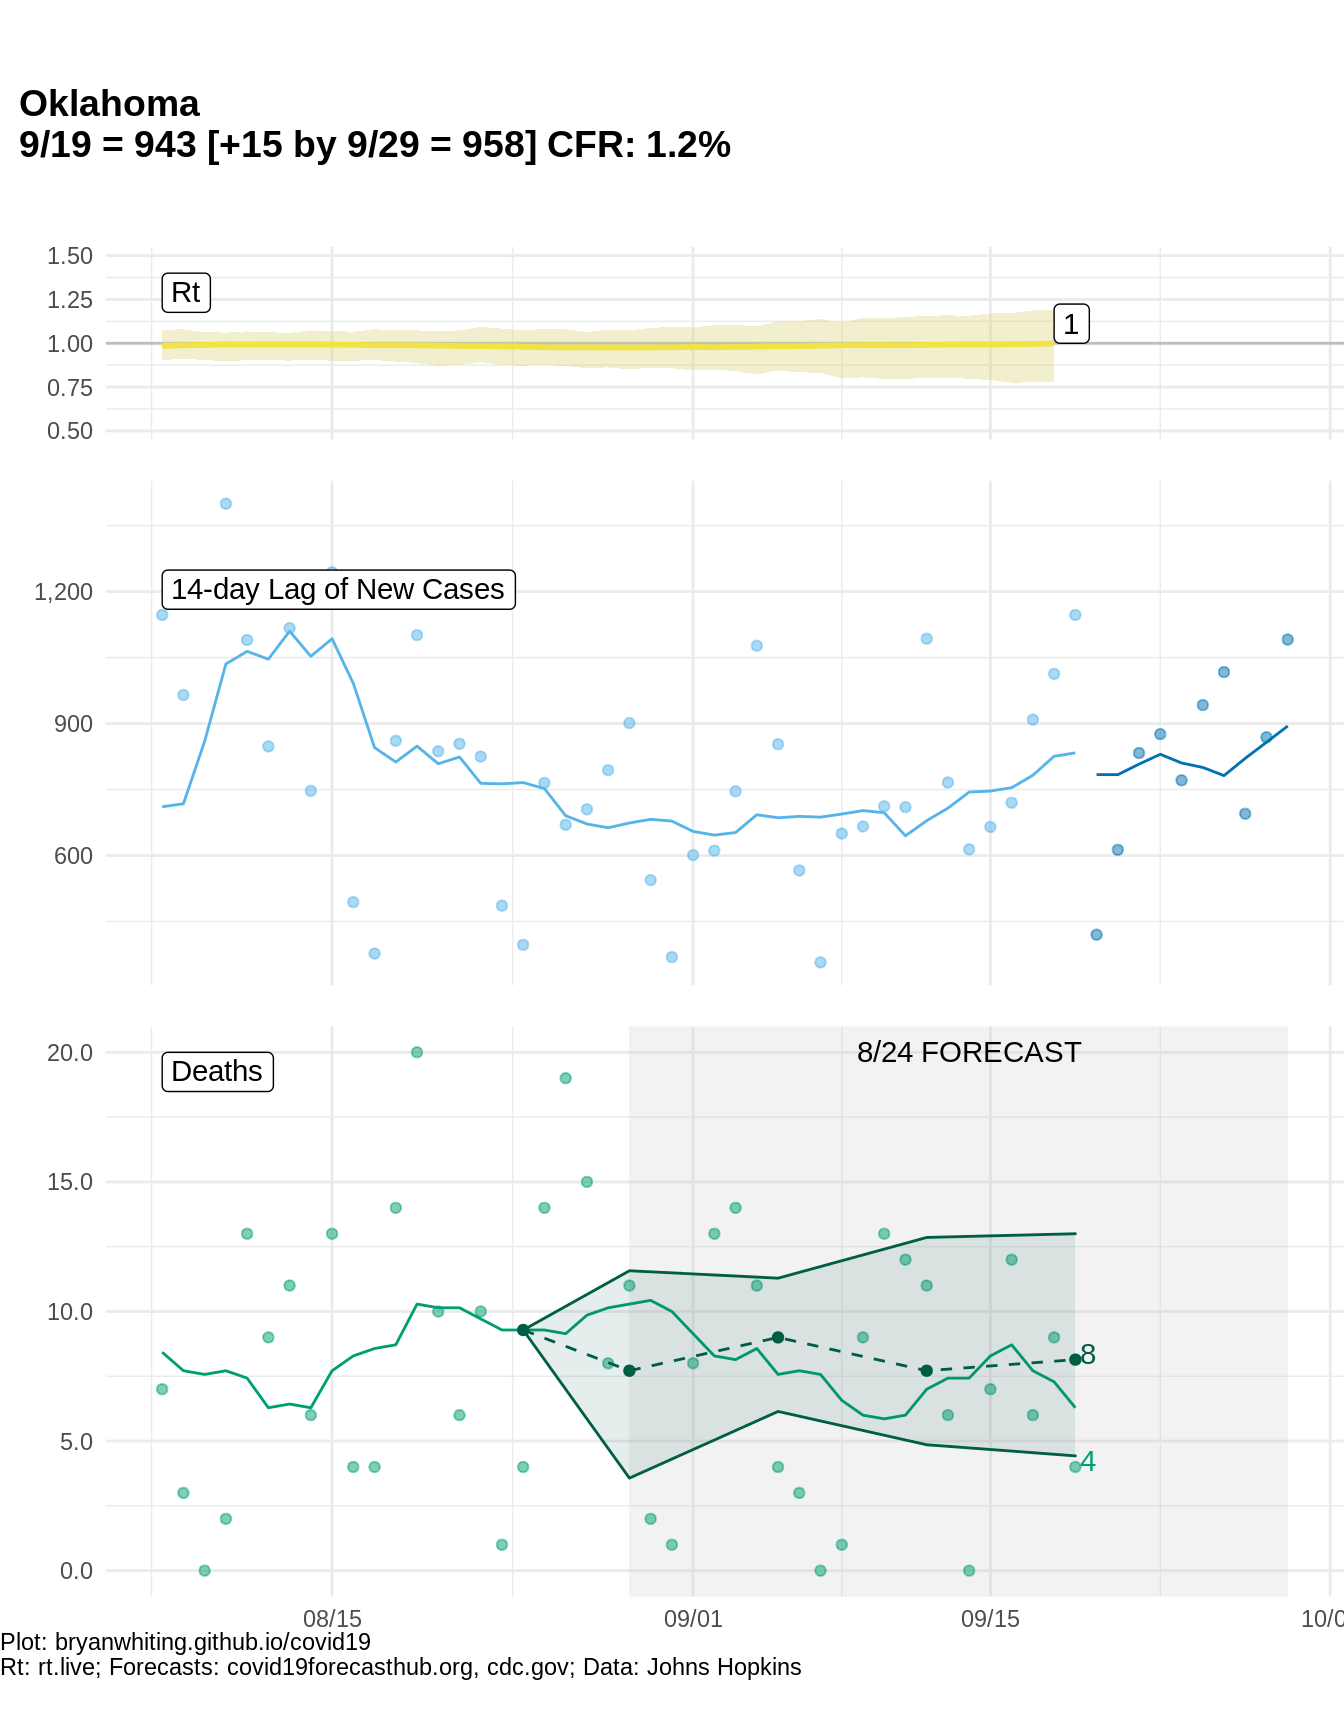 Oklahoma
9/19 = 943 [+15 by 9/29 = 958] CFR: 1.2%
1.50
Rt
1.25
1
1.00
0.75
0.50
14-day Lag of New Cases
1,200
900
600
8/24 FORECAST
20.0
Deaths
15.0
10.0
8
5.0
4
0.0
08/15 09/01 09/15 10/0
Plot: bryanwhiting.github.io/covid19
Rt: rt.live; Forecasts: covid19forecasthub.org, cdc.gov; Data: Johns Hopkins